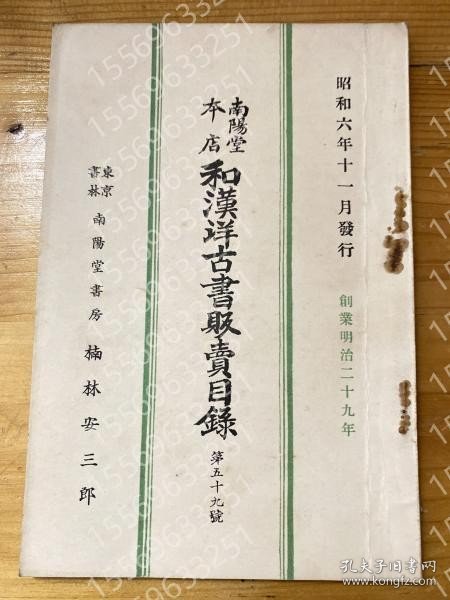 昭和六年十一月發行
創業明治二十九年
南陽堂
本店
和漢洋古書販賣目錄
第五十九號
東京
書林
南陽堂書房
楠林安三郎
15569633251
孔夫子旧书网
kongfz.com